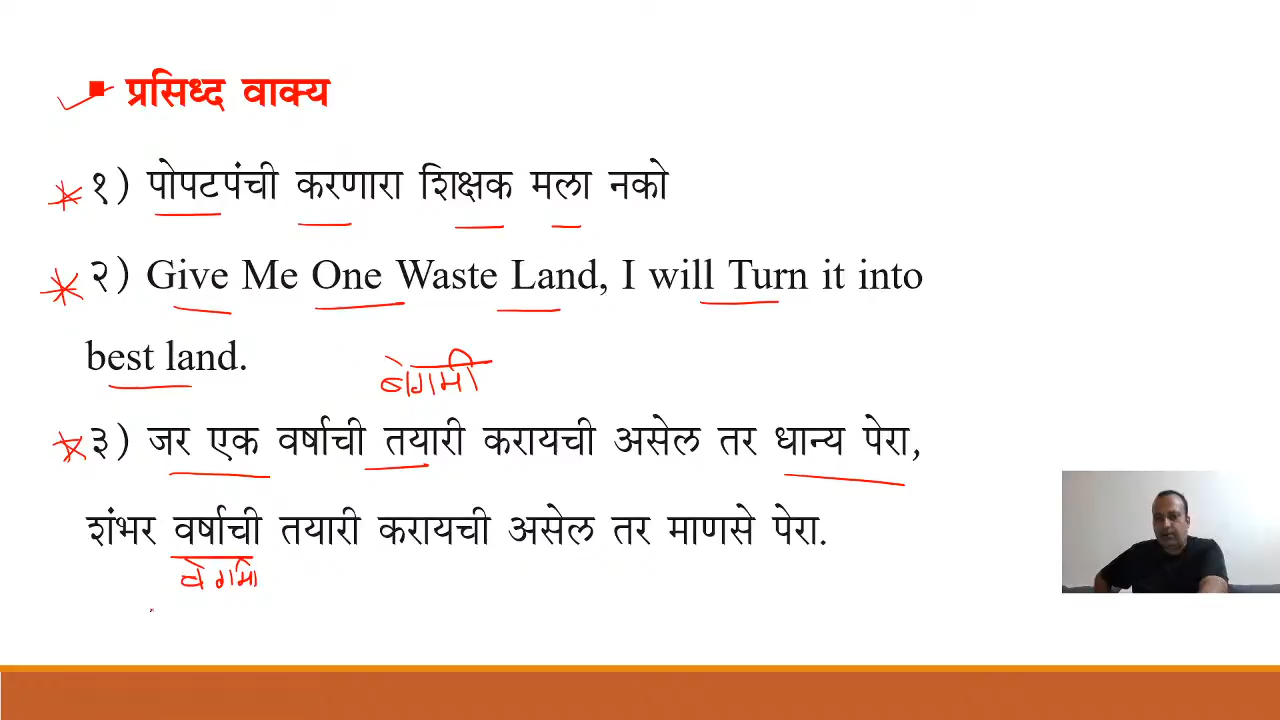 ▪ प्रसिध्द वाक्य
१) पोपटपंची करणारा शिक्षक मला नको
२) Give Me One Waste Land, I will Turn it into
best land.
३) जर एक वर्षाची तयारी करायची असेल तर धान्य पेरा,
शंभर वर्षाची तयारी करायची असेल तर माणसे पेरा.